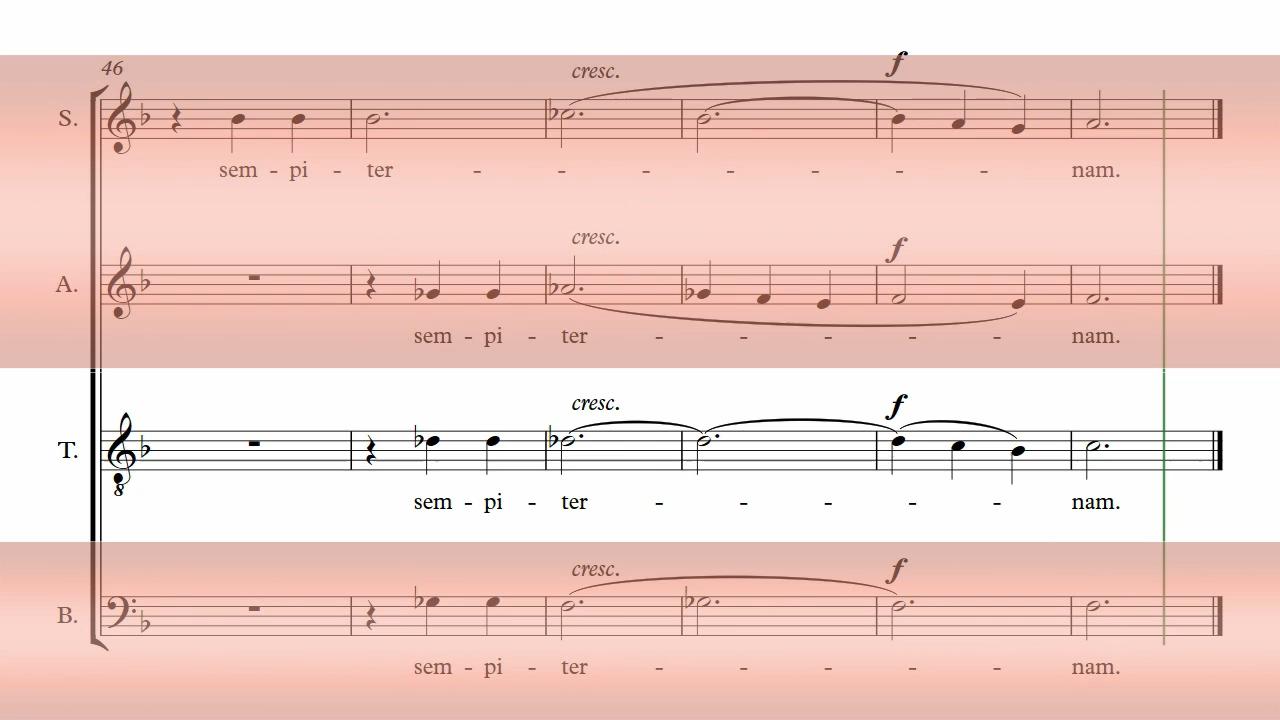 46
cresc. f
S.
sem - pi - ter - - - - - - - nam.
cresc. f
A.
sem - pi - ter - - - - - nam.
cresc. f
T.
8
sem - pi - ter - - - - - nam.
cresc. f
B.
sem - pi - ter - - - - - nam.